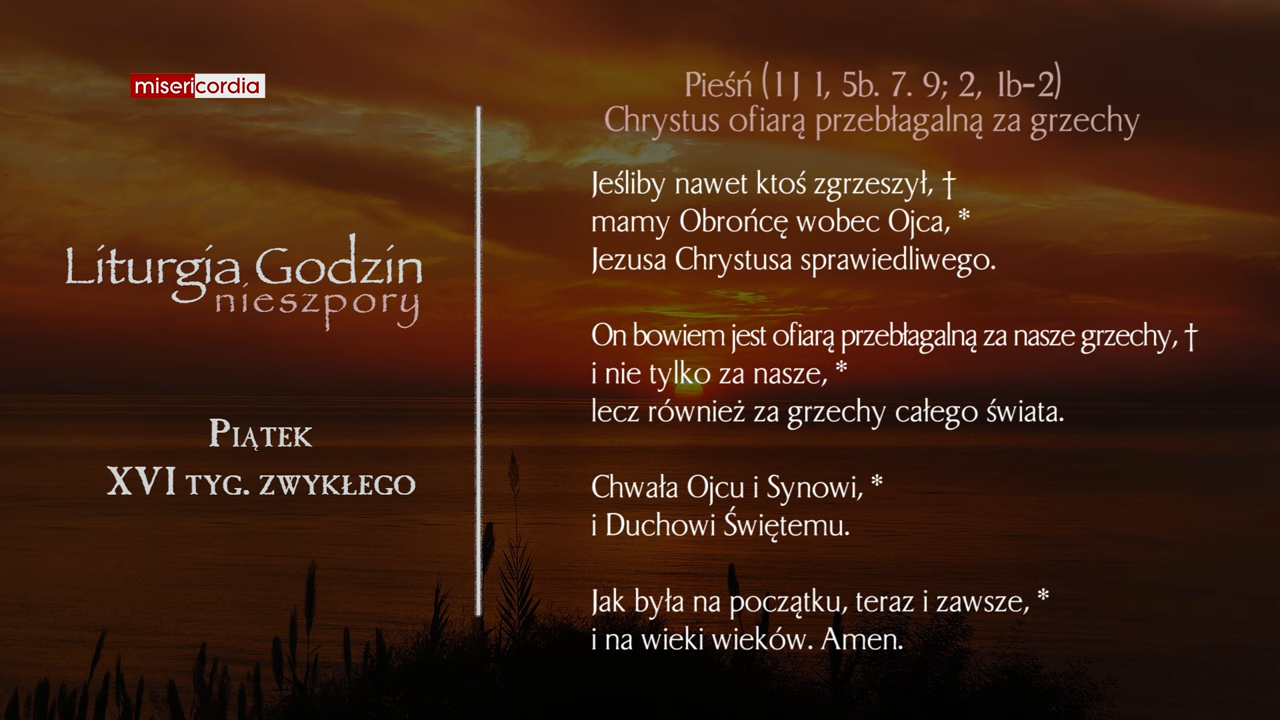 misericordia
Liturgia Godzin
nieszpory
Piątek
XVI tyg. zwykłego
Pieśń (1 J 1, 5b. 7. 9; 2, 1b-2)
Chrystus ofiarą przebłagalną za grzechy
Jeśliby nawet ktoś zgrzeszył, †
mamy Obrońcę wobec Ojca, *
Jezusa Chrystusa sprawiedliwego.
On bowiem jest ofiarą przebłagalną za nasze grzechy, †
i nie tylko za nasze, *
lecz również za grzechy całego świata.
Chwała Ojcu i Synowi, *
i Duchowi Świętemu.
Jak była na początku, teraz i zawsze, *
i na wieki wieków. Amen.